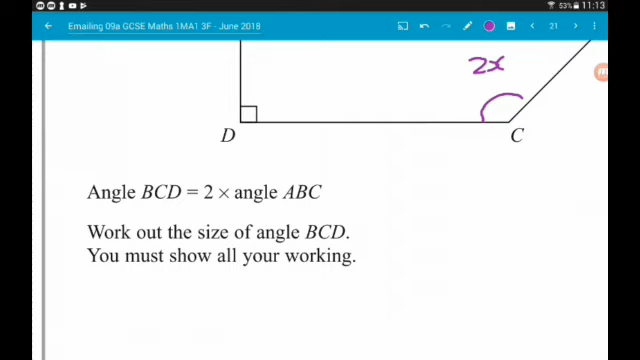 53% 11:13
Emailing 09a GCSE Maths 1MA1 3F - June 2018
21
2x
D
C
Angle BCD = 2 × angle ABC
Work out the size of angle BCD.
You must show all your working.